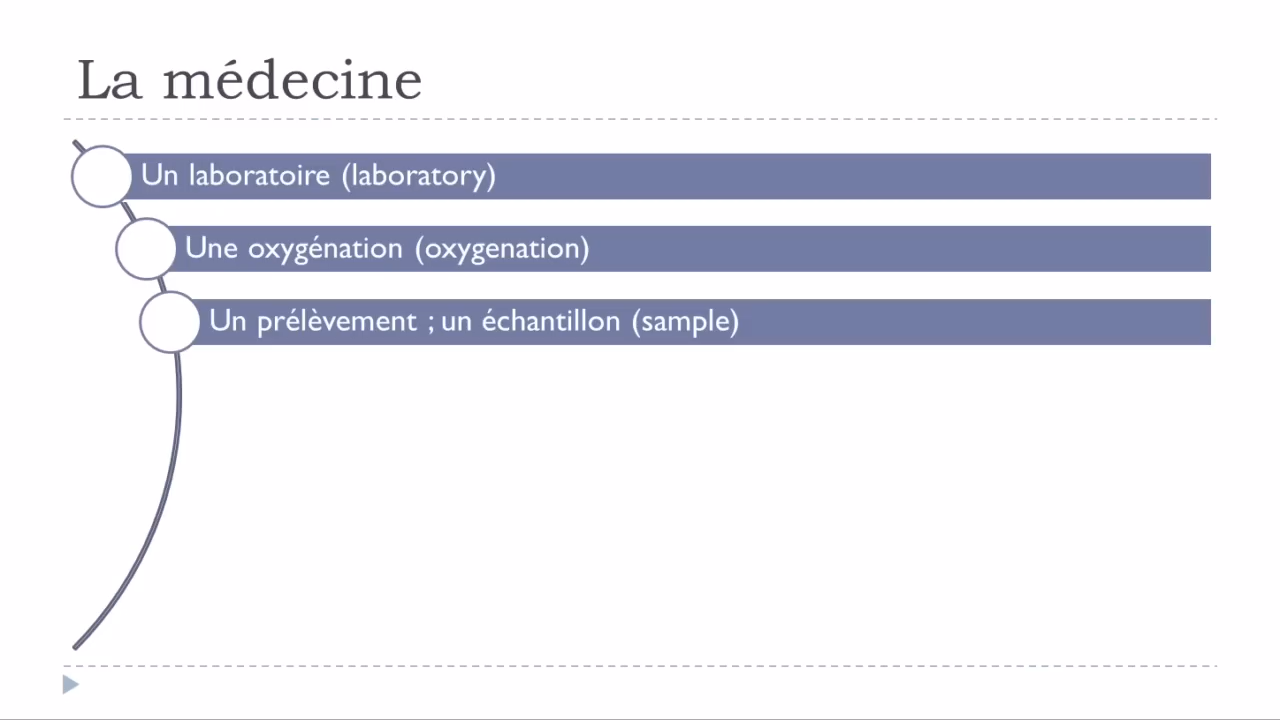 La médecine
Un laboratoire (laboratory)
Une oxygénation (oxygenation)
Un prélèvement ; un échantillon (sample)